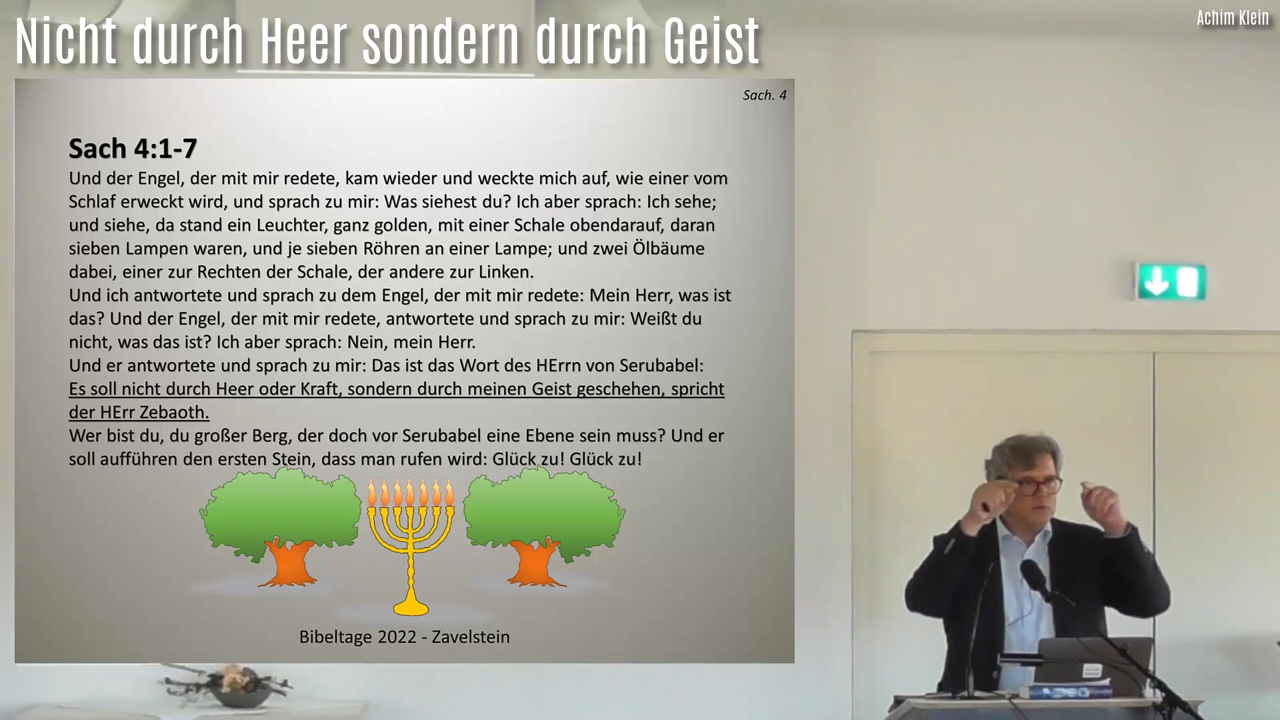 Nicht durch Heer sondern durch Geist
Achim Klein
Sach. 4
Sach 4:1-7
Und der Engel, der mit mir redete, kam wieder und weckte mich auf, wie einer vom
Schlaf erweckt wird, und sprach zu mir: Was siehest du? Ich aber sprach: Ich sehe;
und siehe, da stand ein Leuchter, ganz golden, mit einer Schale obendarauf, daran
sieben Lampen waren, und je sieben Röhren an einer Lampe; und zwei Ölbäume
dabei, einer zur Rechten der Schale, der andere zur Linken.
Und ich antwortete und sprach zu dem Engel, der mit mir redete: Mein Herr, was ist
das? Und der Engel, der mit mir redete, antwortete und sprach zu mir: Weißt du
nicht, was das ist? Ich aber sprach: Nein, mein Herr.
Und er antwortete und sprach zu mir: Das ist das Wort des HErrn von Serubabel:
Es soll nicht durch Heer oder Kraft, sondern durch meinen Geist geschehen, spricht
der HErr Zebaoth.
Wer bist du, du großer Berg, der doch vor Serubabel eine Ebene sein muss? Und er
soll aufführen den ersten Stein, dass man rufen wird: Glück zu! Glück zu!
Bibeltage 2022 - Zavelstein